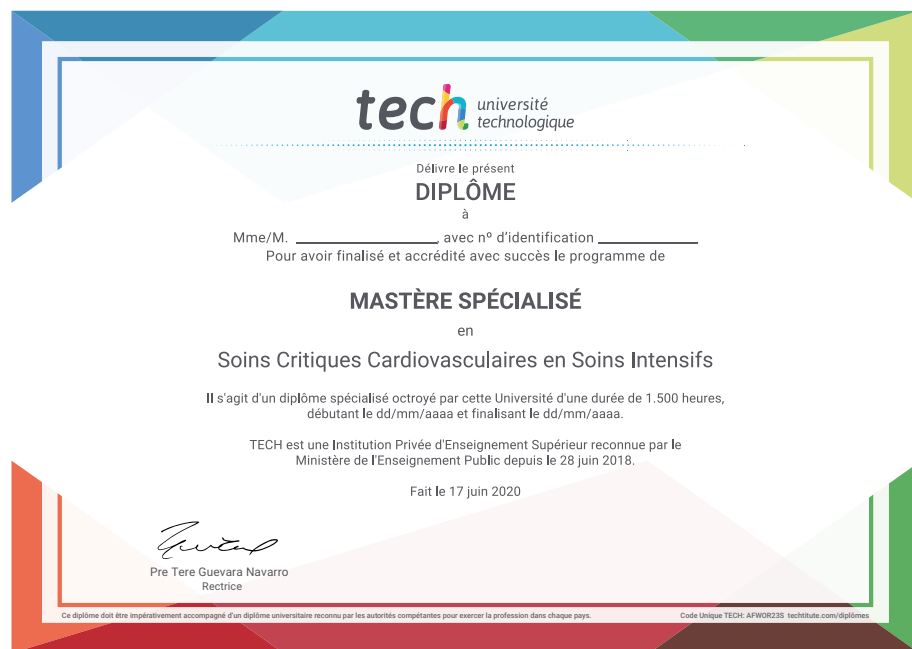 tech université
technologique
Délivre le présent
DIPLÔME
à
Mme/M. ____________________, avec nº d'identification ______________
Pour avoir finalisé et accrédité avec succès le programme de
MASTÈRE SPÉCIALISÉ
en
Soins Critiques Cardiovasculaires en Soins Intensifs
Il s'agit d'un diplôme spécialisé octroyé par cette Université d'une durée de 1.500 heures,
débutant le dd/mm/aaaa et finalisant le dd/mm/aaaa.
TECH est une Institution Privée d'Enseignement Supérieur reconnue par le
Ministère de l'Enseignement Public depuis le 28 juin 2018.
Fait le 17 juin 2020
Pre Tere Guevara Navarro
Rectrice
Ce diplôme doit être impérativement accompagné d'un diplôme universitaire reconnu par les autorités compétantes pour exercer la profession dans chaque pays.
Code Unique TECH: AFWOR23S techtitute.com/diplômes